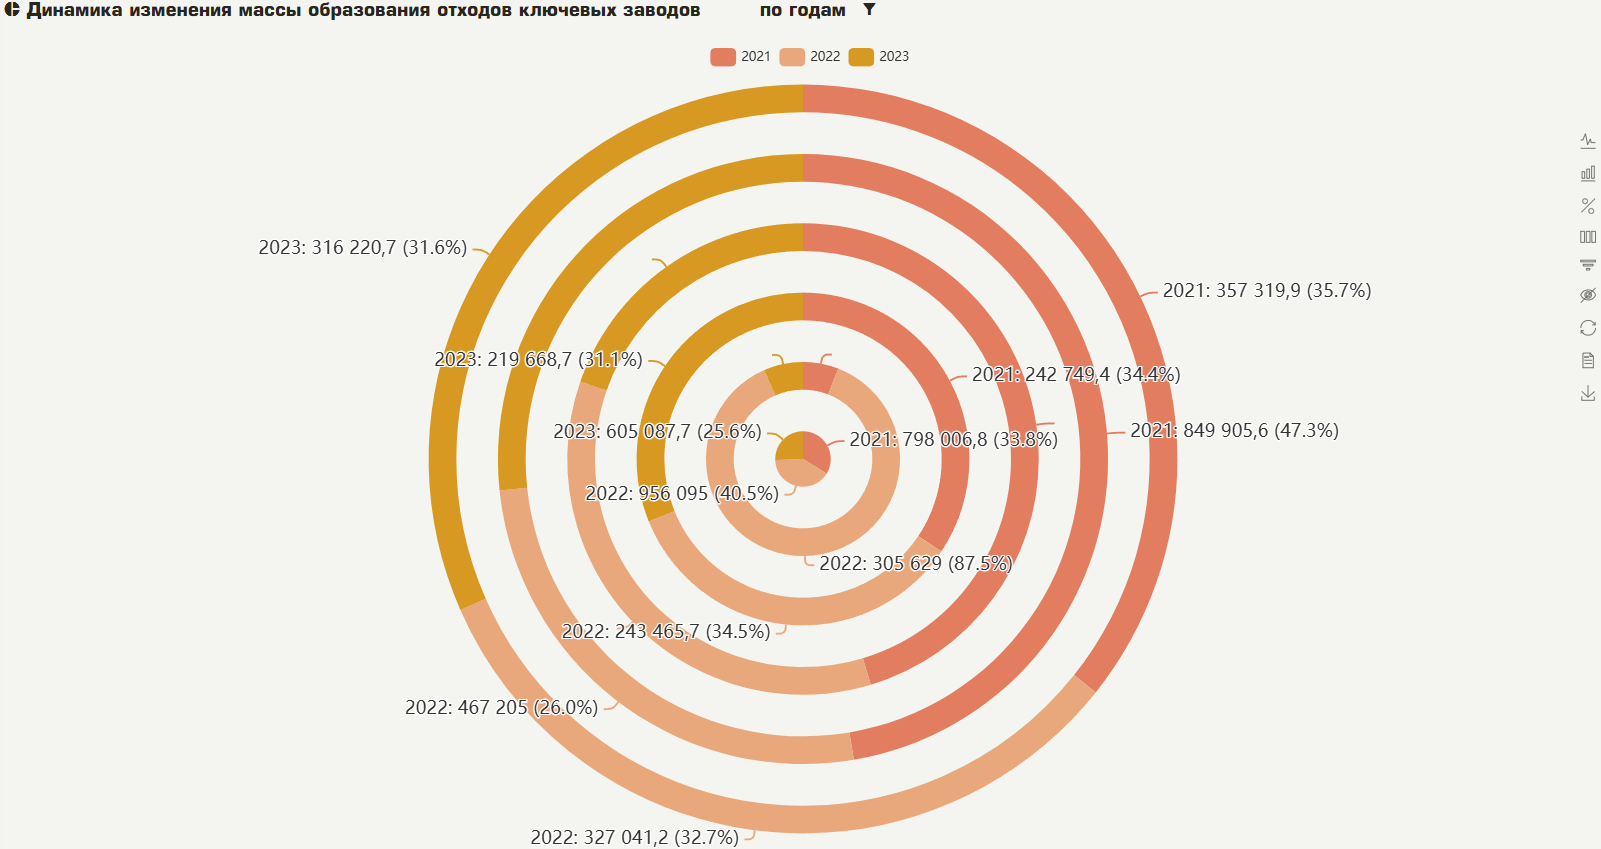 Динамика изменения массы образования отходов ключевых заводов по годам
2021 2022 2023
2023: 316 220,7 (31.6%)
2021: 357 319,9 (35.7%)
2023: 219 668,7 (31.1%)
2021: 242 749,4 (34.4%)
2023: 605 087,7 (25.6%)
2021: 798 006,8 (33.8%)
2021: 849 905,6 (47.3%)
2022: 956 095 (40.5%)
2022: 305 629 (87.5%)
2022: 243 465,7 (34.5%)
2022: 467 205 (26.0%)
2022: 327 041,2 (32.7%)